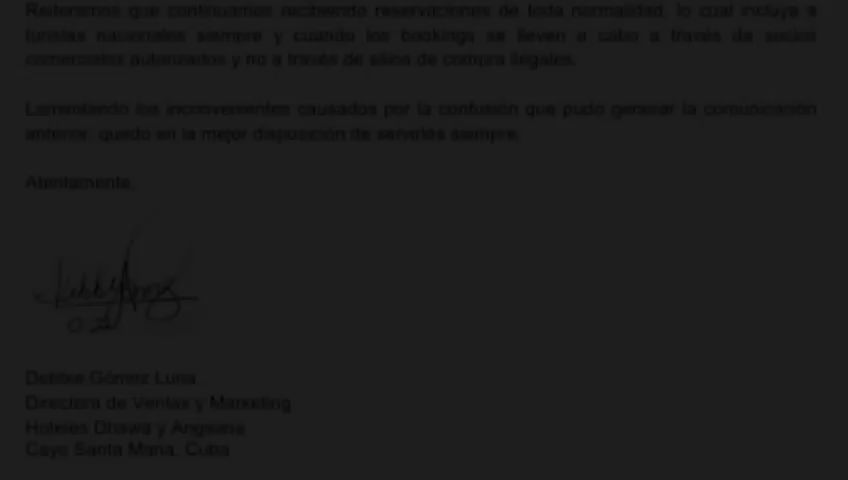 Reiteramos que continuamos recibiendo reservaciones de toda normalidad, lo cual incluye a
turistas nacionales siempre y cuando los bookings se lleven a cabo a través de socios
comerciales autorizados y no a través de sitios de compra ilegales.
Lamentando los inconvenientes causados por la confusión que pudo generar la comunicación
anterior, quedo en la mejor disposición de servirles siempre.
Atentamente,
Debbie Gómez Luna
Directora de Ventas y Marketing
Hoteles Dhawa y Angsana
Cayo Santa María, Cuba